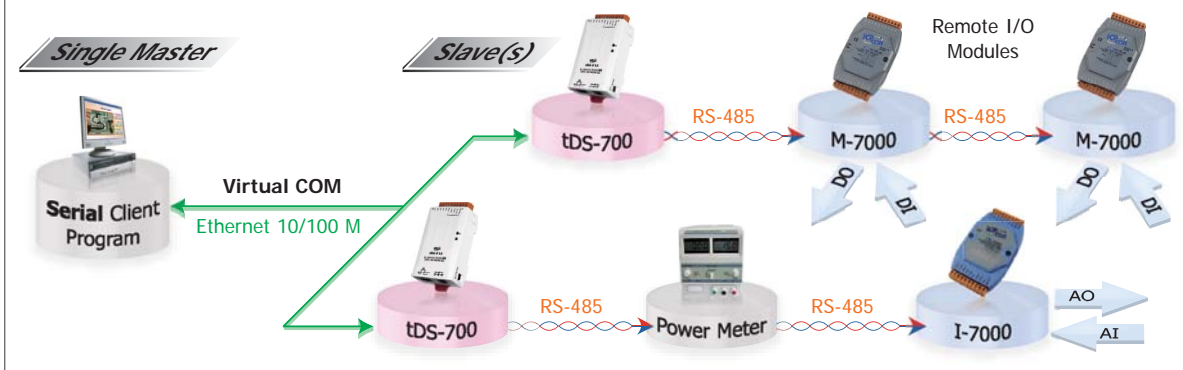 Single Master
Slave(s)
Remote I/O
Modules
RS-485
RS-485
tDS-700
M-7000
M-7000
DO
DI
DO
DI
Virtual COM
Ethernet 10/100 M
Serial Client
Program
RS-485
RS-485
tDS-700
Power Meter
I-7000
AO
AI